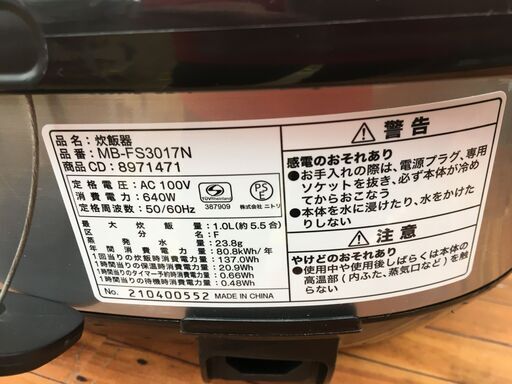 品名：炊飯器
品番：MB-FS3017N
商品CD：8971471
定格電圧：AC 100V
消費電力：640W
定格周波数：50/60Hz
TÜVRheinland
387909
PSE
株式会社 ニトリ
最大炊飯量：1.0L(約5.5合)
区分名：F
蒸発水量：23.8g
年間消費電力量：80.8kWh/年
1回当りの炊飯時消費電力量：137.0Wh
1時間当りの保温時消費電力量：20.9Wh
1時間当りのタイマー予約時消費電力量：0.66Wh
1時間当りの待機時消費電力量：0.48Wh
No. 210400552 MADE IN CHINA
⚠警告
感電のおそれあり
●お手入れの際は、電源プラグ、専用
ソケットを抜き、必ず本体が冷め
てからおこなう
●本体を水に浸けたり、水をかけた
りしない
⚠注意
やけどのおそれあり
●使用中や使用後しばらくは本体の
高温部（内ふた、蒸気口など）を触
らない